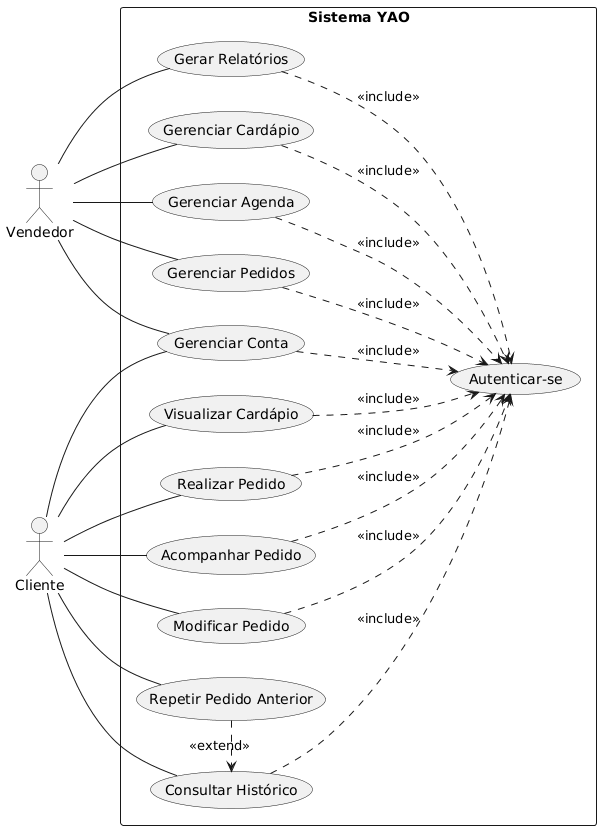 Sistema YAO
Gerar Relatórios
«include»
Gerenciar Cardápio
«include»
Vendedor
Gerenciar Agenda
«include»
Gerenciar Pedidos
«include»
Gerenciar Conta
«include»
Autenticar-se
Visualizar Cardápio
«include»
Realizar Pedido
«include»
Acompanhar Pedido
«include»
Cliente
Modificar Pedido
«include»
«include»
Repetir Pedido Anterior
«extend»
Consultar Histórico